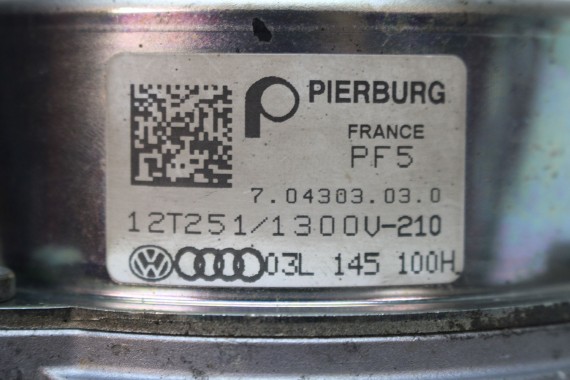 PIERBURG
FRANCE
PF5
7.04303.03.0
12T251/1300V-210
03L 145 100H